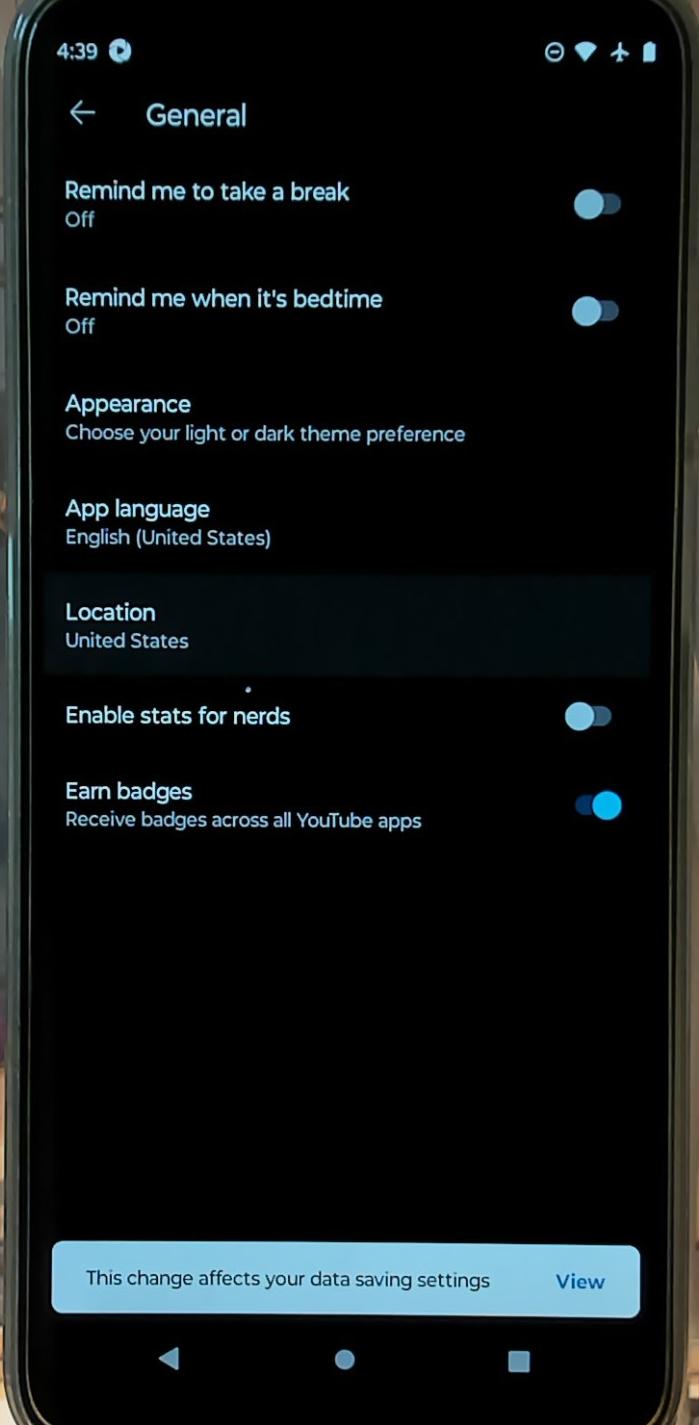 4:39
General
Remind me to take a break
Off
Remind me when it's bedtime
Off
Appearance
Choose your light or dark theme preference
App language
English (United States)
Location
United States
Enable stats for nerds
Earn badges
Receive badges across all YouTube apps
This change affects your data saving settings View